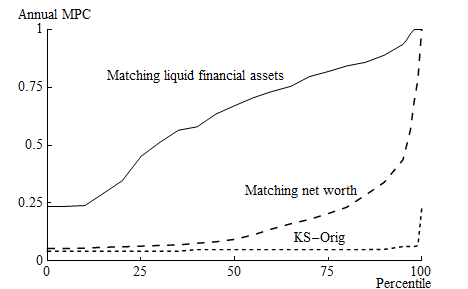 Annual MPC
1
Matching liquid financial assets
0.75
0.5
0.25
Matching net worth
KS−Orig
0
0 25 50 75 100
Percentile